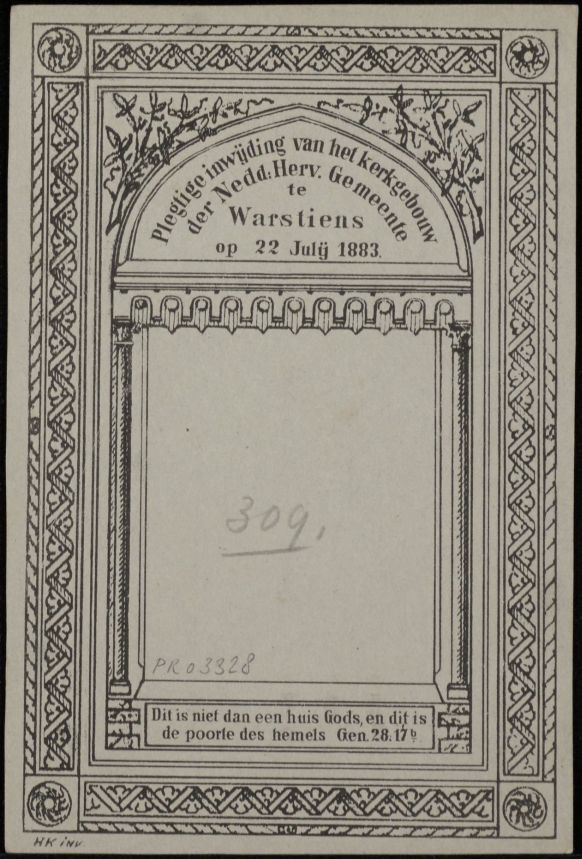 Plegtige inwijding van het kerkgebouw
der Nedd: Herv. Gemeente
te
Warstiens
op 22 Julij 1883.
309.
PR03328
Dit is niet dan een huis Gods, en dit is
de poorte des hemels Gen. 28. 17b.
HK inv